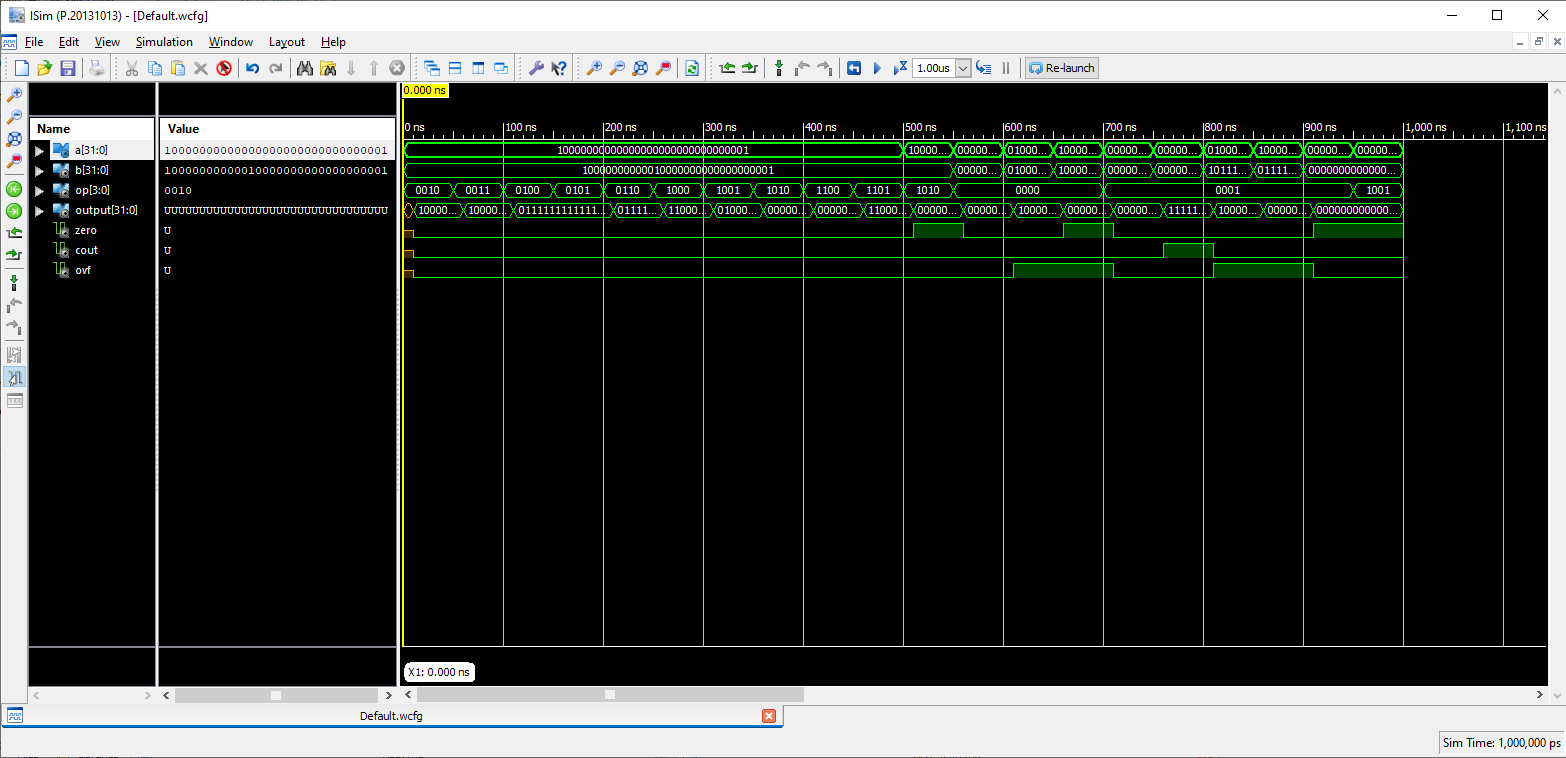 ISim (P.20131013) - [Default.wcfg]
File Edit View Simulation Window Layout Help
1.00us Re-launch
0.000 ns
Name Value
0 ns 100 ns 200 ns 300 ns 400 ns 500 ns 600 ns 700 ns 800 ns 900 ns 1,000 ns 1,100 ns
a[31:0] 10000000000000000000000000000001 10000000000000000000000000000001 10000... 00000... 01000... 10000... 00000... 00000... 01000... 10000... 00000... 00000...
b[31:0] 10000000000010000000000000000001 10000000000010000000000000000001 00000... 01000... 10000... 00000... 00000... 10111... 01111... 0000000000000...
op[3:0] 0010 0010 0011 0100 0101 0110 1000 1001 1010 1100 1101 1010 0000 0001 1001
output[31:0] UUUUUUUUUUUUUUUUUUUUUUUUUUUUUUUU 10000... 10000... 0111111111111... 01111... 11000... 01000... 00000... 00000... 11000... 00000... 00000... 10000... 00000... 00000... 11111... 10000... 00000... 000000000000...
zero U
cout U
ovf U
X1: 0.000 ns
Default.wcfg
Sim Time: 1,000,000 ps